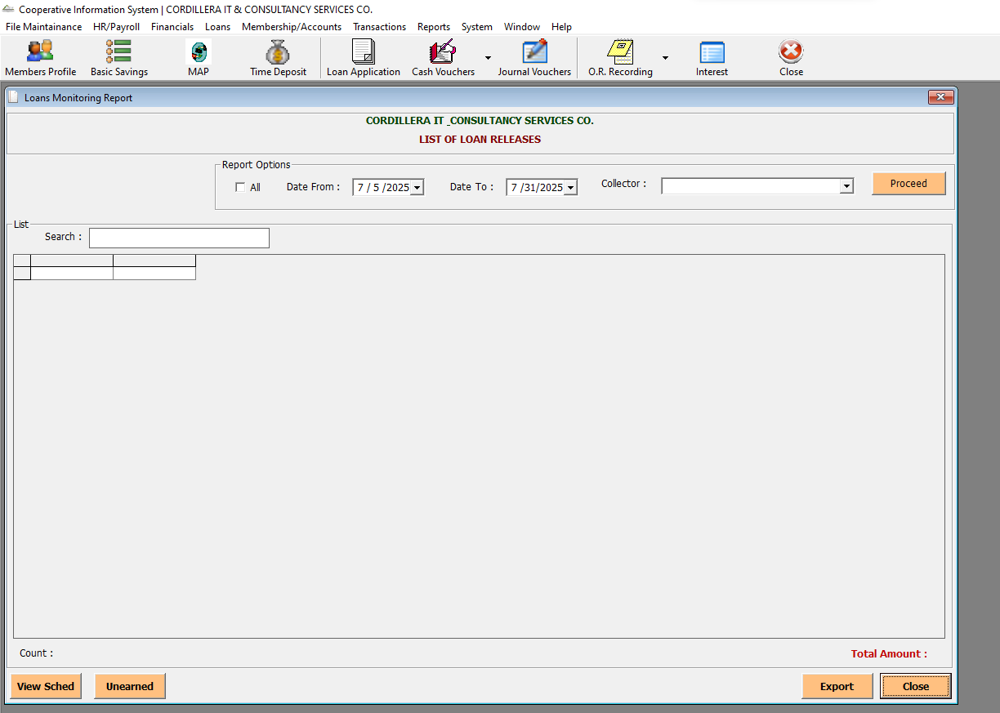 Cooperative Information System | CORDILLERA IT & CONSULTANCY SERVICES CO.
File Maintainance HR/Payroll Financials Loans Membership/Accounts Transactions Reports System Window Help
Members Profile Basic Savings MAP Time Deposit Loan Application Cash Vouchers Journal Vouchers O.R. Recording Interest Close
Loans Monitoring Report
CORDILLERA IT _CONSULTANCY SERVICES CO.
LIST OF LOAN RELEASES
Report Options
All Date From : 7 / 5 /2025 Date To : 7 /31/2025 Collector : Proceed
List
Search :
Count : Total Amount :
View Sched Unearned Export Close